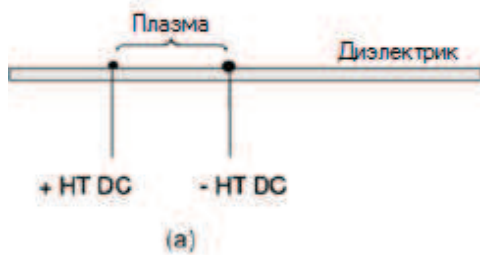 Плазма
Диэлектрик
+ HT DC
- HT DC
(a)